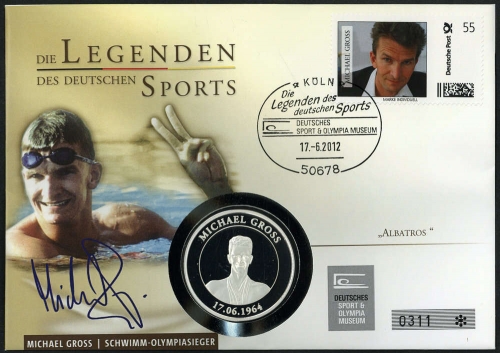 DIE LEGENDEN
DES DEUTSCHEN SPORTS
MICHAEL GROSS
MARKE INDIVIDUELL
Deutsche Post
55
KÖLN
Die
Legenden des
deutschen Sports
DEUTSCHES
SPORT & OLYMPIA MUSEUM
17.-6.2012
50678
MICHAEL GROSS
17.06.1964
„ALBATROS“
DEUTSCHES
SPORT &
OLYMPIA
MUSEUM
0311
MICHAEL GROSS | SCHWIMM-OLYMPIASIEGER